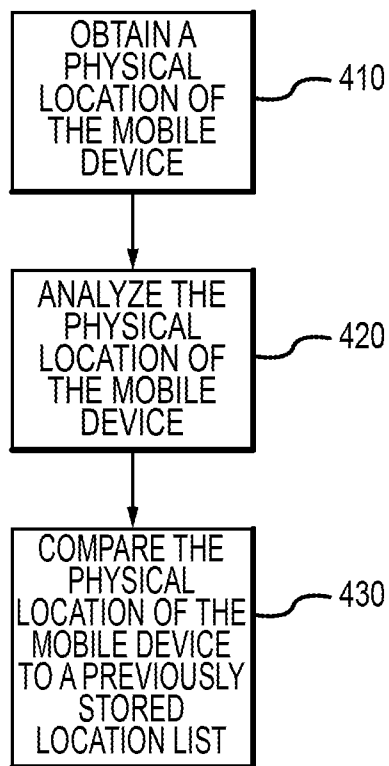 OBTAIN A
PHYSICAL
LOCATION OF
THE MOBILE
DEVICE
410
ANALYZE THE
PHYSICAL
LOCATION OF
THE MOBILE
DEVICE
420
COMPARE THE
PHYSICAL
LOCATION OF THE
MOBILE DEVICE
TO A PREVIOUSLY
STORED
LOCATION LIST
430